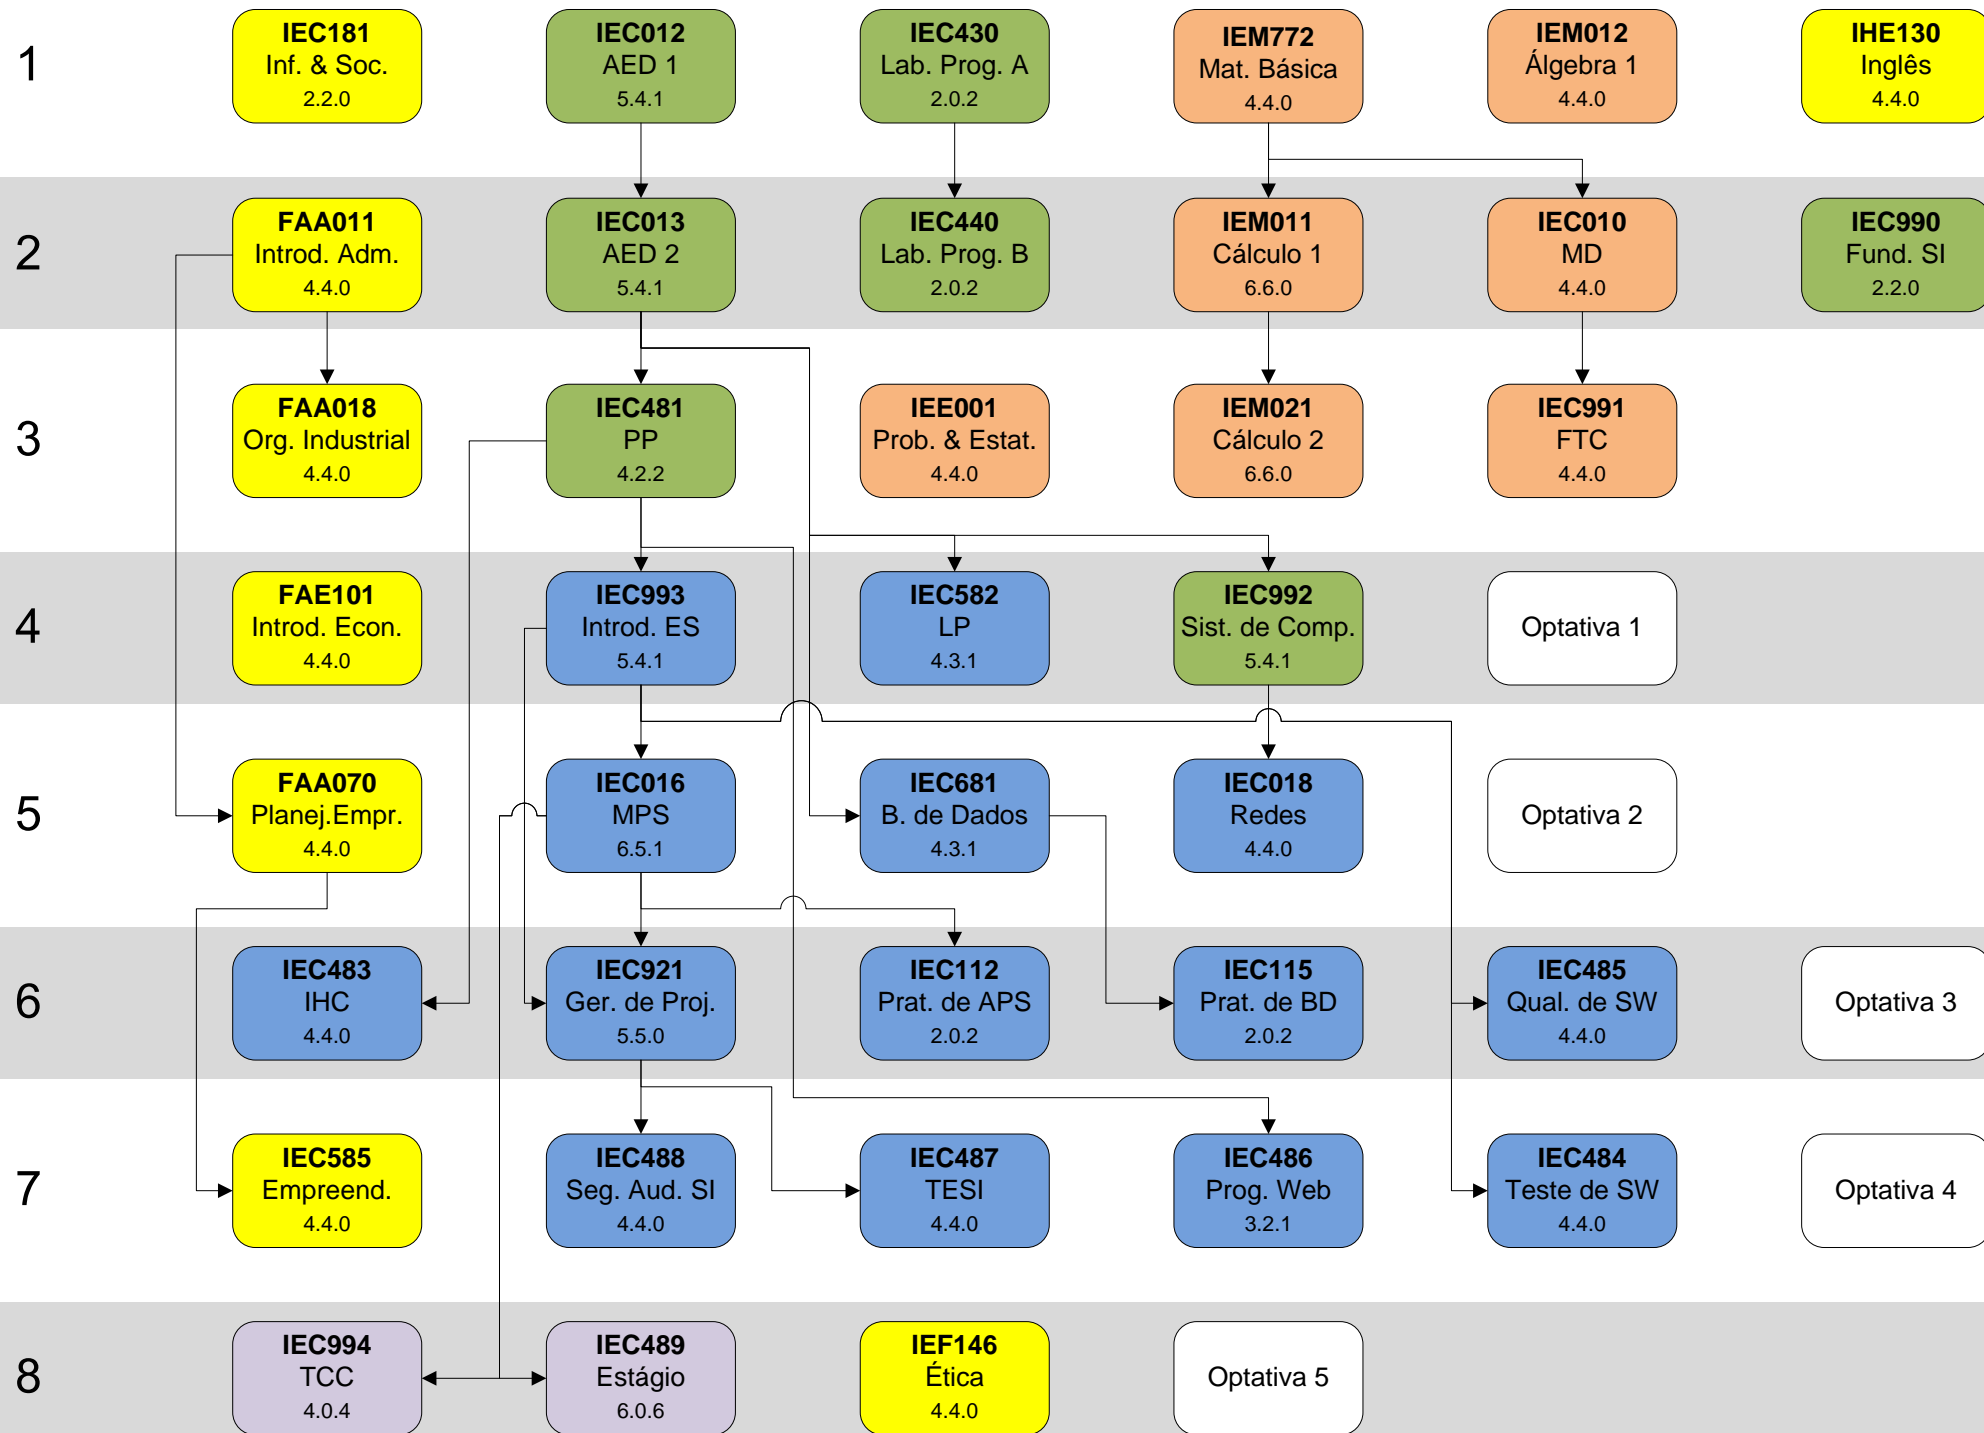 1
IEC181
Inf. & Soc.
2.2.0
IEC012
AED 1
5.4.1
IEC430
Lab. Prog. A
2.0.2
IEM772
Mat. Básica
4.4.0
IEM012
Álgebra 1
4.4.0
IHE130
Inglês
4.4.0
2
FAA011
Introd. Adm.
4.4.0
IEC013
AED 2
5.4.1
IEC440
Lab. Prog. B
2.0.2
IEM011
Cálculo 1
6.6.0
IEC010
MD
4.4.0
IEC990
Fund. SI
2.2.0
3
FAA018
Org. Industrial
4.4.0
IEC481
PP
4.2.2
IEE001
Prob. & Estat.
4.4.0
IEM021
Cálculo 2
6.6.0
IEC991
FTC
4.4.0
4
FAE101
Introd. Econ.
4.4.0
IEC993
Introd. ES
5.4.1
IEC582
LP
4.3.1
IEC992
Sist. de Comp.
5.4.1
Optativa 1
5
FAA070
Planej.Empr.
4.4.0
IEC016
MPS
6.5.1
IEC681
B. de Dados
4.3.1
IEC018
Redes
4.4.0
Optativa 2
6
IEC483
IHC
4.4.0
IEC921
Ger. de Proj.
5.5.0
IEC112
Prat. de APS
2.0.2
IEC115
Prat. de BD
2.0.2
IEC485
Qual. de SW
4.4.0
Optativa 3
7
IEC585
Empreend.
4.4.0
IEC488
Seg. Aud. SI
4.4.0
IEC487
TESI
4.4.0
IEC486
Prog. Web
3.2.1
IEC484
Teste de SW
4.4.0
Optativa 4
8
IEC994
TCC
4.0.4
IEC489
Estágio
6.0.6
IEF146
Ética
4.4.0
Optativa 5